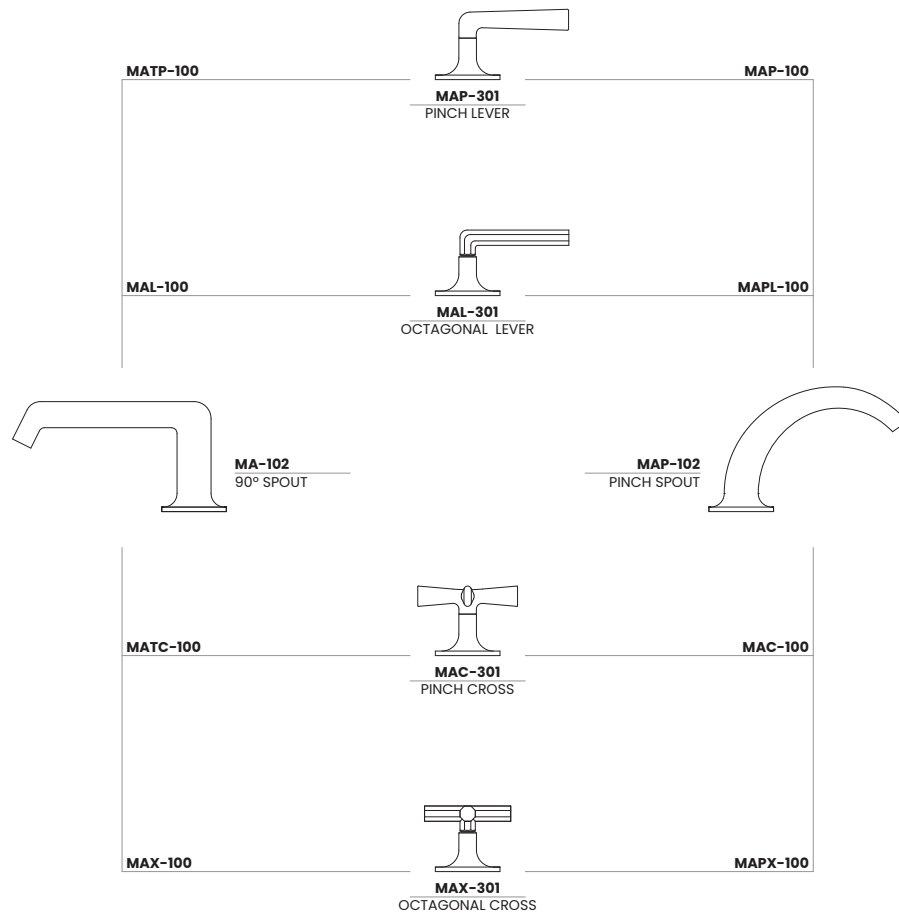 MATP-100
MAP-100
MAP-301
PINCH LEVER
MAL-100
MAPL-100
MAL-301
OCTAGONAL LEVER
MA-102
90° SPOUT
MAP-102
PINCH SPOUT
MATC-100
MAC-100
MAC-301
PINCH CROSS
MAX-100
MAPX-100
MAX-301
OCTAGONAL CROSS